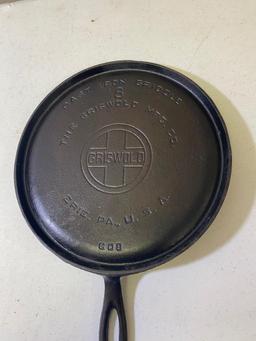 CAST IRON GRIDDLE
8
THE GRISWOLD MFG. CO.
GRISWOLD
ERIE PA., U.S.A.
608